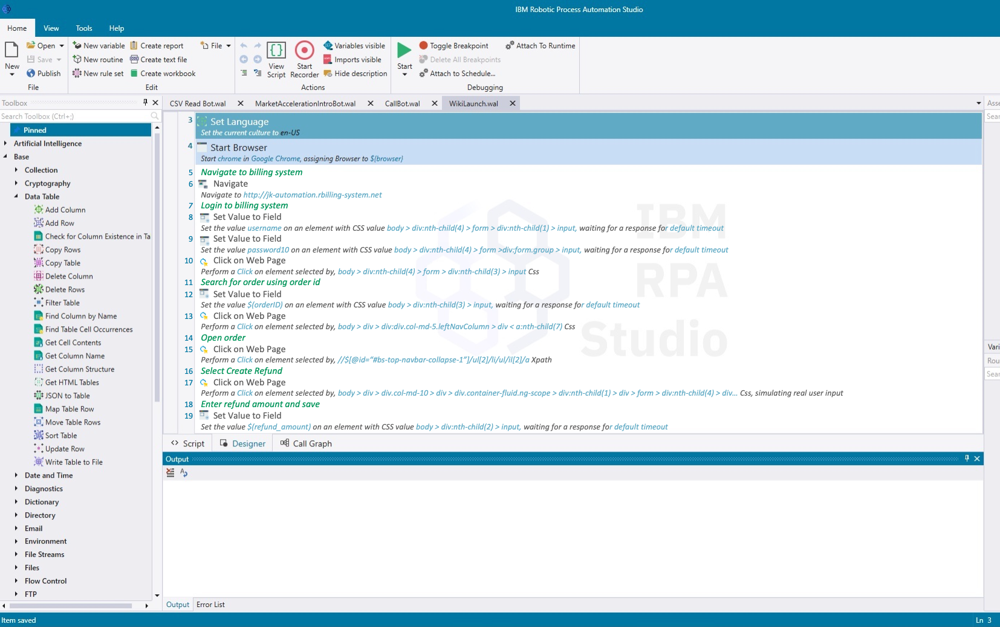 IBM Robotic Process Automation Studio
Home View Tools Help
New
Open
Save
Publish
File
New variable
New routine
New rule set
Create report
Create text file
Create workbook
File
Edit
View Script
Start Recorder
Variables visible
Imports visible
Hide description
Actions
Start
Toggle Breakpoint
Delete All Breakpoints
Attach to Schedule...
Attach To Runtime
Debugging
Toolbox
Search Toolbox (Ctrl+;)
Pinned
Artificial Intelligence
Base
Collection
Cryptography
Data Table
Add Column
Add Row
Check for Column Existence in Ta
Copy Rows
Copy Table
Delete Column
Delete Rows
Filter Table
Find Column by Name
Find Table Cell Occurrences
Get Cell Contents
Get Column Name
Get Column Structure
Get HTML Tables
JSON to Table
Map Table Row
Move Table Rows
Sort Table
Update Row
Write Table to File
Date and Time
Diagnostics
Dictionary
Directory
Email
Environment
File Streams
Files
Flow Control
FTP
CSV Read Bot.wal MarketAccelerationIntroBot.wal CallBot.wal WikiLaunch.wal
3 Set Language
Set the current culture to en-US
4 Start Browser
Start chrome in Google Chrome, assigning Browser to ${browser}
5 Navigate to billing system
6 Navigate
Navigate to http://jk-automation.rbilling-system.net
7 Login to billing system
8 Set Value to Field
Set the value username on an element with CSS value body > div:nth-child(4) > form > div:nth-child(1) > input, waiting for a response for default timeout
9 Set Value to Field
Set the value password10 on an element with CSS value body > div:nth-child(4) > form >div:form.group > input, waiting for a response for default timeout
10 Click on Web Page
Perform a Click on element selected by, body > div:nth-child(4) > form > div:nth-child(3) > input Css
11 Search for order using order id
12 Set Value to Field
Set the value $(orderID) on an element with CSS value body > div:nth-child(3) > input, waiting for a response for default timeout
13 Click on Web Page
Perform a Click on element selected by, body > div > div:div.col-md-5.leftNavColumn > div < a:nth-child(7) Css
14 Open order
15 Click on Web Page
Perform a Click on element selected by, //$[@id="#bs-top-navbar-collapse-1"]/ul[2]/li/ul/il[2]/a Xpath
16 Select Create Refund
17 Click on Web Page
Perform a Click on element selected by, body > div > div.col-md-10 > div > div.container-fluid.ng-scope > div:nth-child(1) > div > form > div:nth-child(4) > div... Css, simulating real user input
18 Enter refund amount and save
19 Set Value to Field
Set the value $(refund_amount) on an element with CSS value body > div:nth-child(2) > input, waiting for a response for default timeout
IBM
RPA
Studio
Script Designer Call Graph
Output
Output Error List
Asse
Sear
Vari
Rou
Sear
Item saved
Ln 3